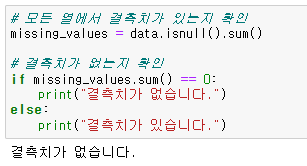 # 모든 열에서 결측치가 있는지 확인
missing_values = data.isnull().sum()
# 결측치가 없는지 확인
if missing_values.sum() == 0:
    print("결측치가 없습니다.")
else:
    print("결측치가 있습니다.")
결측치가 없습니다.